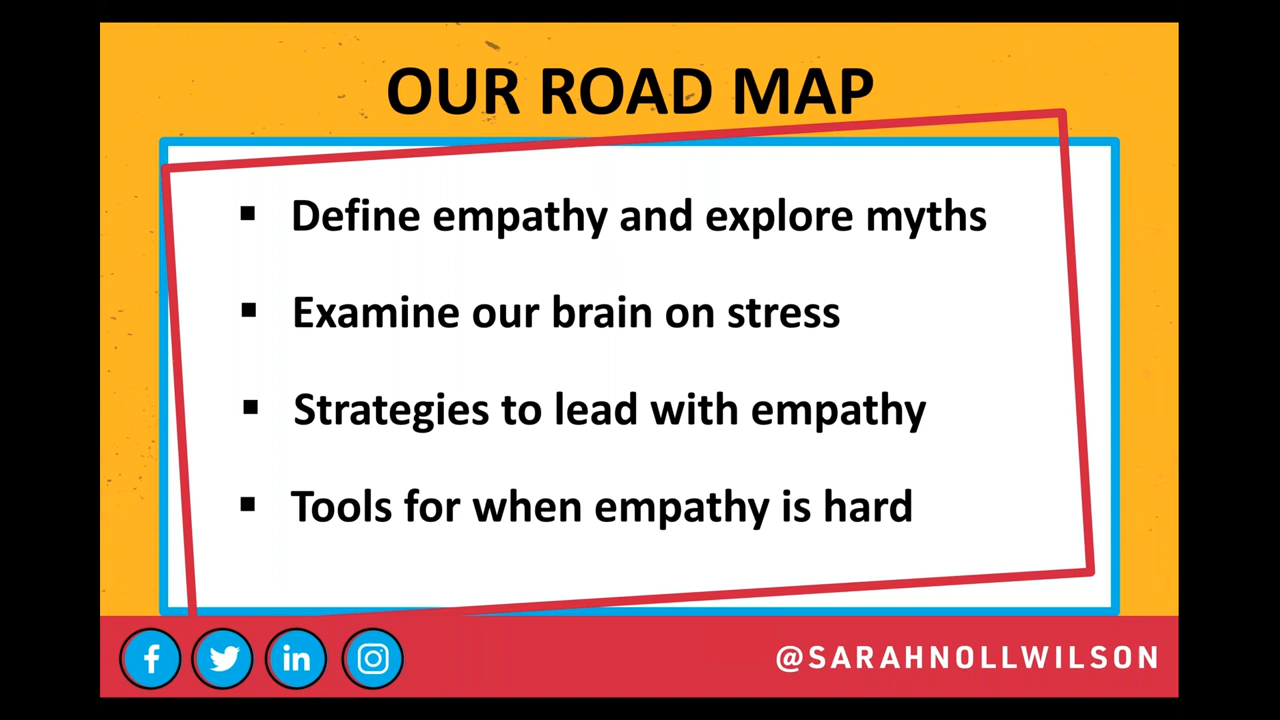 OUR ROAD MAP
▪ Define empathy and explore myths
▪ Examine our brain on stress
▪ Strategies to lead with empathy
▪ Tools for when empathy is hard
f in @SARAHNOLLWILSON